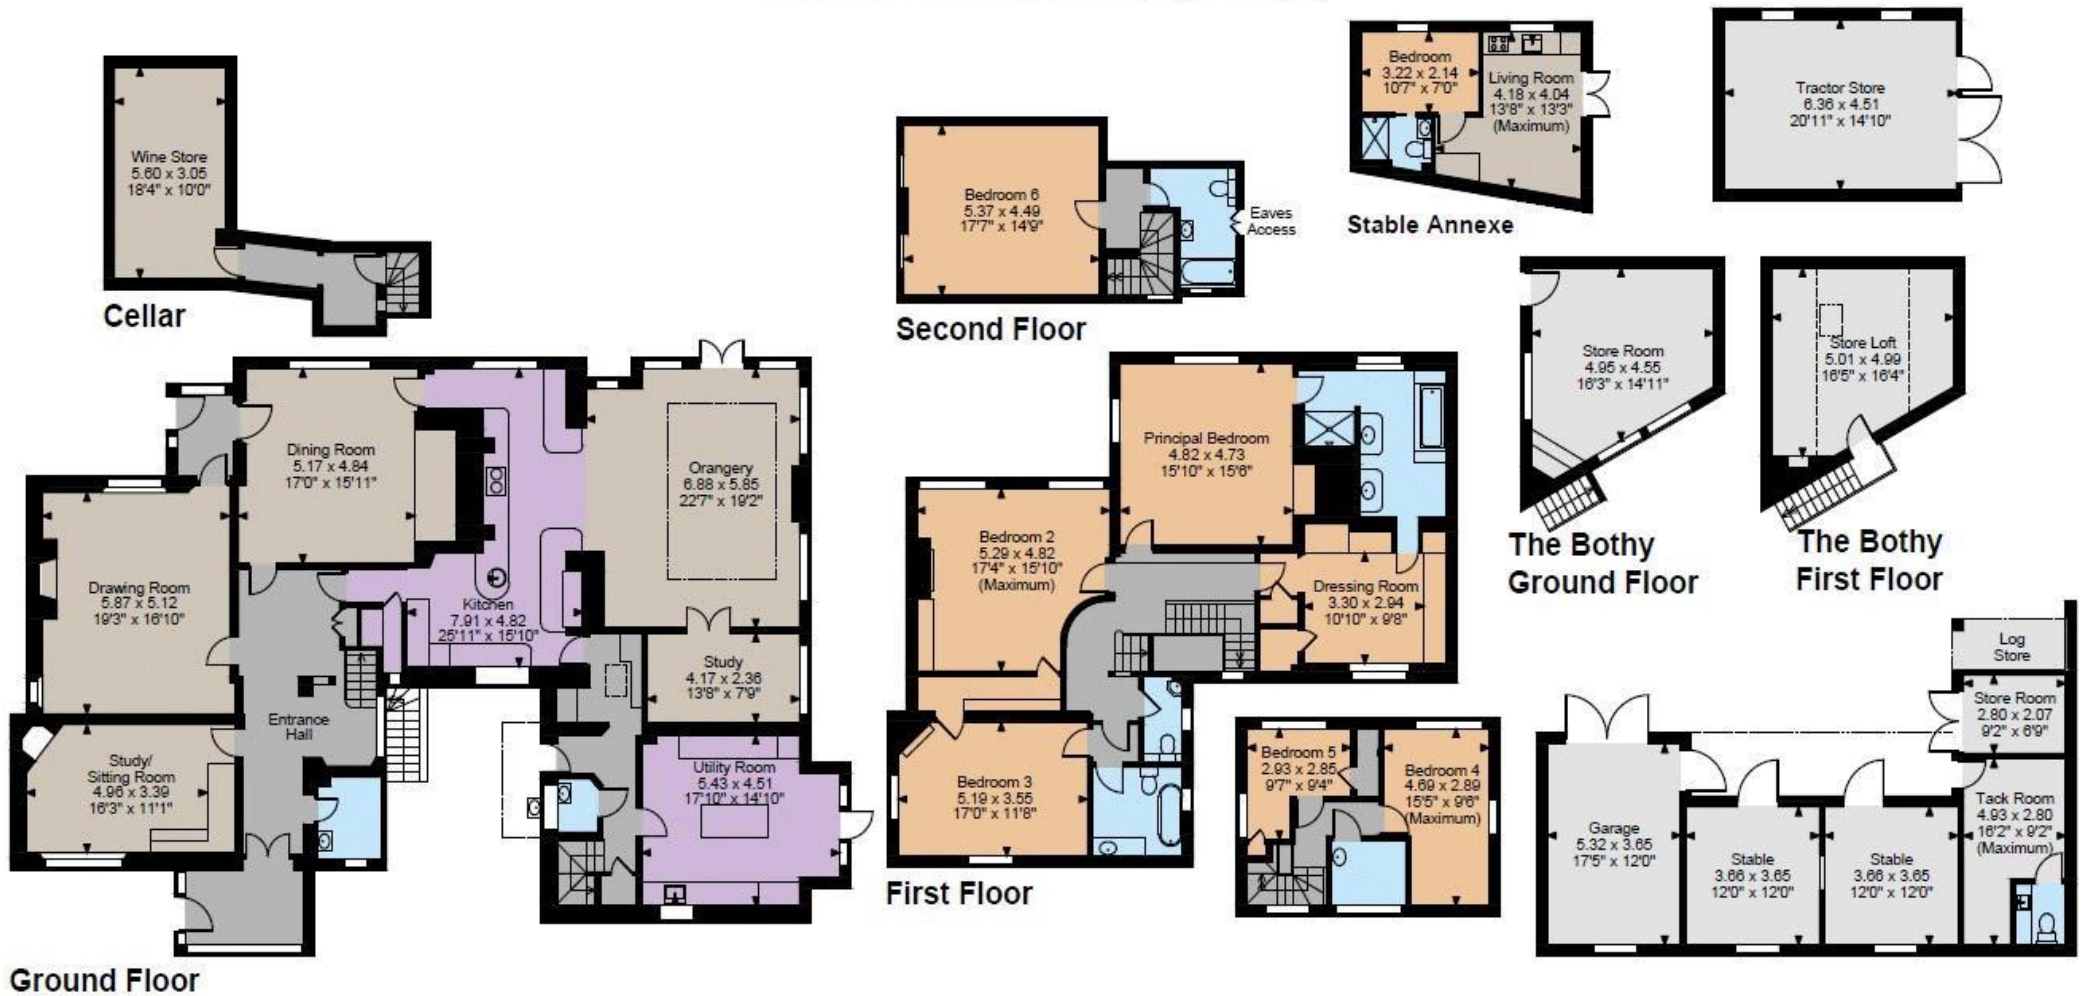 Wine Store
5.60 x 3.05
18'4" x 10'0"
Cellar
Bedroom 6
5.37 x 4.49
17'7" x 14'9"
Eaves
Access
Second Floor
Bedroom
3.22 x 2.14
10'7" x 7'0"
Living Room
4.18 x 4.04
13'8" x 13'3"
(Maximum)
Stable Annexe
Tractor Store
6.36 x 4.51
20'11" x 14'10"
Store Room
4.95 x 4.55
16'3" x 14'11"
The Bothy
Ground Floor
Store Loft
5.01 x 4.99
16'5" x 16'4"
The Bothy
First Floor
Dining Room
5.17 x 4.84
17'0" x 15'11"
Orangery
6.88 x 5.85
22'7" x 19'2"
Drawing Room
5.87 x 5.12
19'3" x 16'10"
Kitchen
7.91 x 4.82
25'11" x 15'10"
Study
4.17 x 2.36
13'8" x 7'9"
Entrance
Hall
Study/
Sitting Room
4.96 x 3.39
16'3" x 11'1"
Utility Room
5.43 x 4.51
17'10" x 14'10"
Ground Floor
Principal Bedroom
4.82 x 4.73
15'10" x 15'6"
Bedroom 2
5.29 x 4.82
17'4" x 15'10"
(Maximum)
Dressing Room
3.30 x 2.94
10'10" x 9'8"
Bedroom 3
5.19 x 3.55
17'0" x 11'8"
First Floor
Bedroom 5
2.93 x 2.85
9'7" x 9'4"
Bedroom 4
4.69 x 2.89
15'5" x 9'6"
(Maximum)
Log
Store
Store Room
2.80 x 2.07
9'2" x 6'9"
Tack Room
4.93 x 2.80
16'2" x 9'2"
(Maximum)
Garage
5.32 x 3.65
17'5" x 12'0"
Stable
3.66 x 3.65
12'0" x 12'0"
Stable
3.66 x 3.65
12'0" x 12'0"